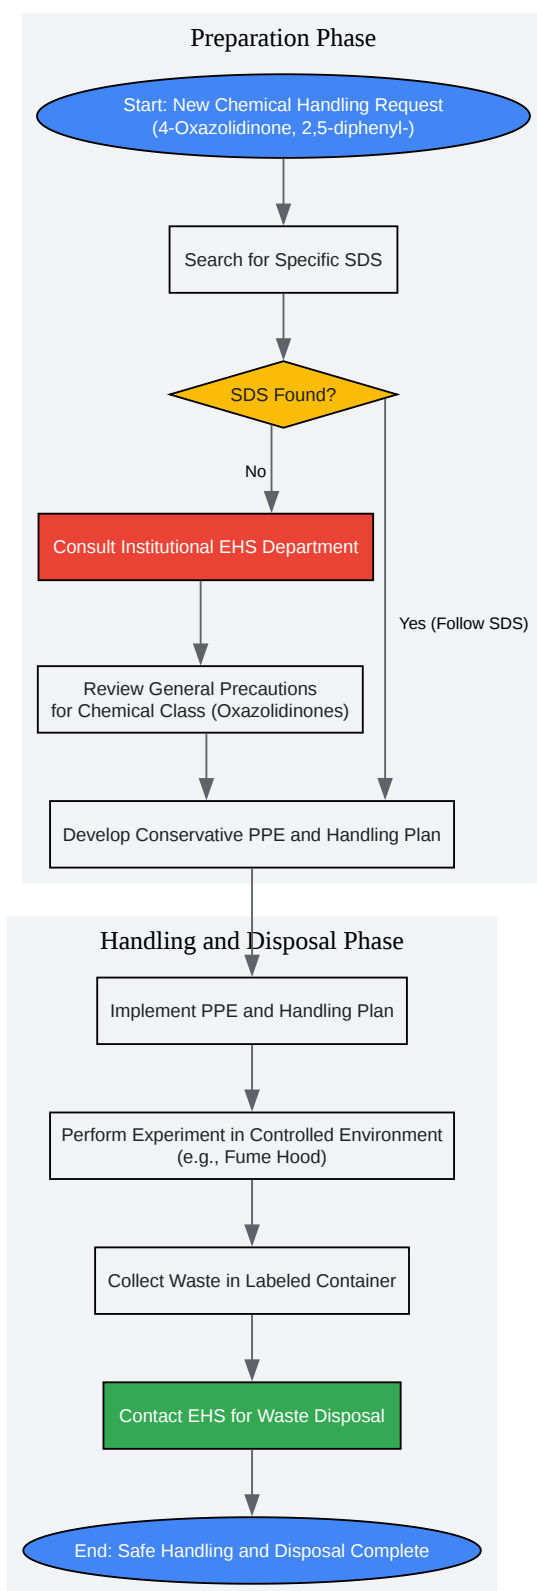 Preparation Phase
Start: New Chemical Handling Request
(4-Oxazolidinone, 2,5-diphenyl-)
Search for Specific SDS
SDS Found?
No
Consult Institutional EHS Department
Yes (Follow SDS)
Review General Precautions
for Chemical Class (Oxazolidinones)
Develop Conservative PPE and Handling Plan
Handling and Disposal Phase
Implement PPE and Handling Plan
Perform Experiment in Controlled Environment
(e.g., Fume Hood)
Collect Waste in Labeled Container
Contact EHS for Waste Disposal
End: Safe Handling and Disposal Complete